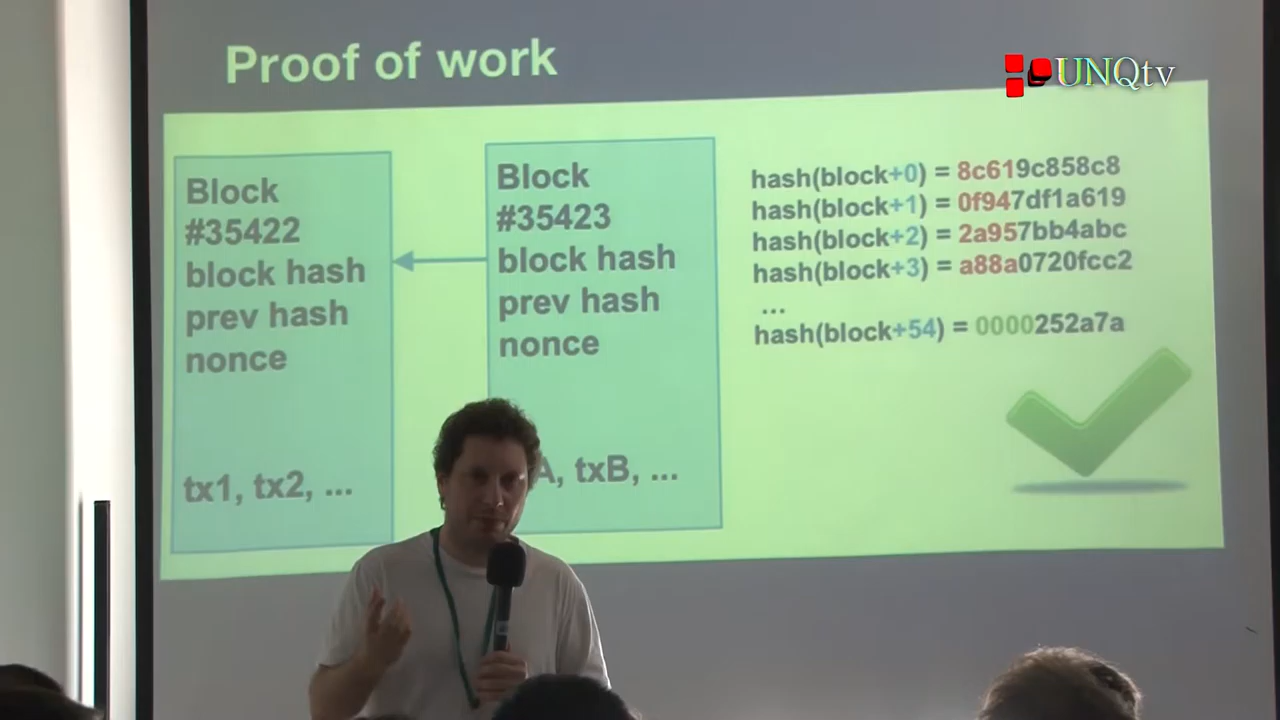 Proof of work
UNQtv
Block
#35422
block hash
prev hash
nonce
tx1, tx2, ...
Block
#35423
block hash
prev hash
nonce
A, txB, ...
hash(block+0) = 8c619c858c8
hash(block+1) = 0f947df1a619
hash(block+2) = 2a957bb4abc
hash(block+3) = a88a0720fcc2
...
hash(block+54) = 0000252a7a